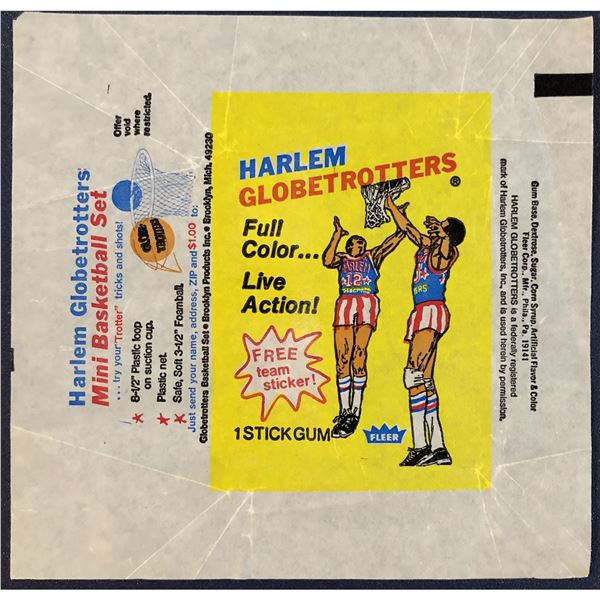 Harlem Globetrotters'
Mini Basketball Set
... try your "Trotter" tricks and shots!
★ 8-1/2" Plastic loop
on suction cup.
★ Plastic net.
★ Safe, Soft 3-1/2" Foamball.
Just send your name, address, ZIP and $1.00 to:
Globetrotters Basketball Set • Brooklyn Products Inc. • Brooklyn, Mich. 49230
Offer
void
where
restricted.
HARLEM
GLOBETROTTERS®
Full
Color...
Live
Action!
FREE
team
sticker!
1 STICK GUM
FLEER
HARLEM
12
Gum Base, Dextrose, Sugar, Corn Syrup, Artificial Flavor & Color
Fleer Corp., Mfr., Phila., Pa. 19141
HARLEM GLOBETROTTERS is a federally registered
mark of Harlem Globetrotters, Inc., and is used herein by permission.